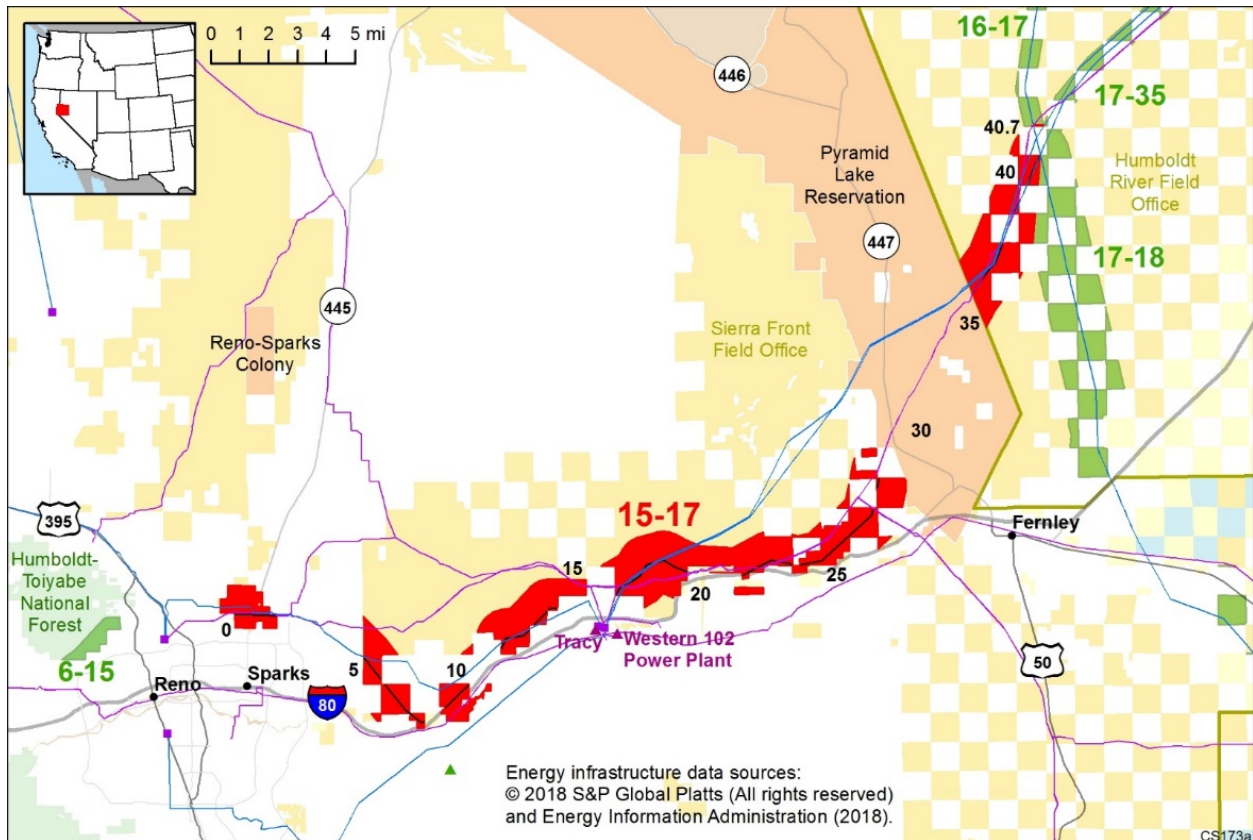 0 1 2 3 4 5 mi
446
16-17
17-35
40.7
40
Pyramid
Lake
Reservation
Humboldt
River Field
Office
447
17-18
445
Reno-Sparks
Colony
Sierra Front
Field Office
35
30
395
15-17
Fernley
Humboldt-
Toiyabe
National
Forest
15
25
20
0
Tracy
Western 102
Power Plant
6-15
5
10
50
Reno
Sparks
80
Energy infrastructure data sources:
© 2018 S&P Global Platts (All rights reserved)
and Energy Information Administration (2018).
CS173a